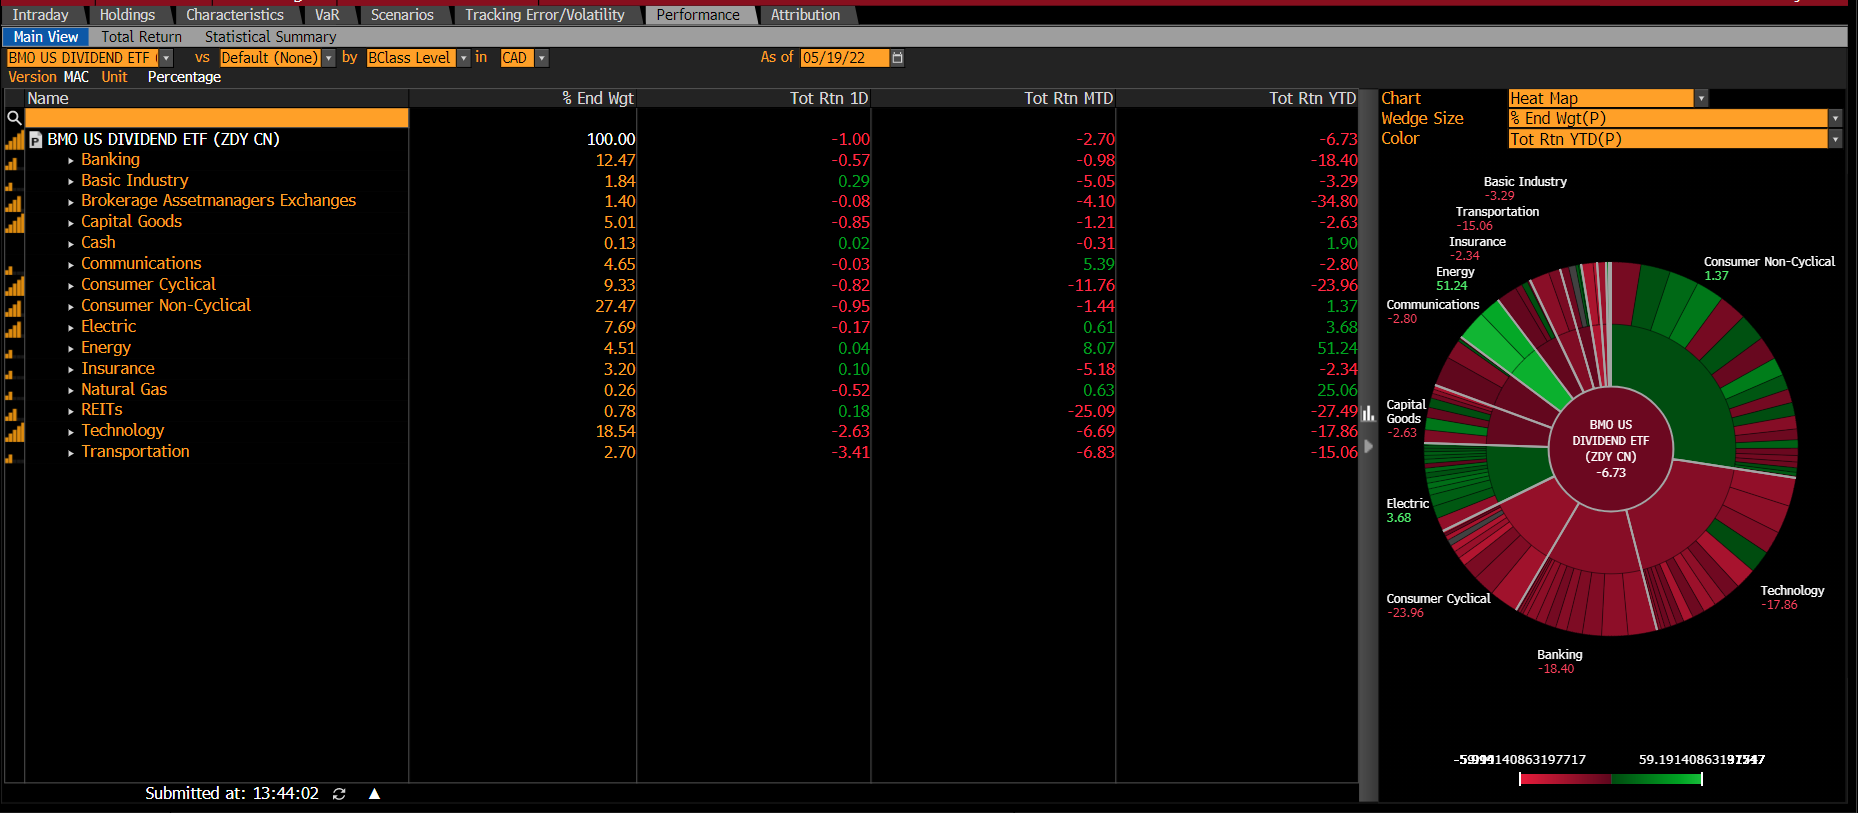 Intraday Holdings Characteristics VaR Scenarios Tracking Error/Volatility Performance Attribution
Main View Total Return Statistical Summary
BMO US DIVIDEND ETF ( vs Default (None) by BClass Level in CAD As of 05/19/22
Version MAC Unit Percentage
Name % End Wgt Tot Rtn 1D Tot Rtn MTD Tot Rtn YTD
P BMO US DIVIDEND ETF (ZDY CN) 100.00 -1.00 -2.70 -6.73
Banking 12.47 -0.57 -0.98 -18.40
Basic Industry 1.84 0.29 -5.05 -3.29
Brokerage Assetmanagers Exchanges 1.40 -0.08 -4.10 -34.80
Capital Goods 5.01 -0.85 -1.21 -2.63
Cash 0.13 0.02 -0.31 1.90
Communications 4.65 -0.03 5.39 -2.80
Consumer Cyclical 9.33 -0.82 -11.76 -23.96
Consumer Non-Cyclical 27.47 -0.95 -1.44 1.37
Electric 7.69 -0.17 0.61 3.68
Energy 4.51 0.04 8.07 51.24
Insurance 3.20 0.10 -5.18 -2.34
Natural Gas 0.26 -0.52 0.63 25.06
REITs 0.78 0.18 -25.09 -27.49
Technology 18.54 -2.63 -6.69 -17.86
Transportation 2.70 -3.41 -6.83 -15.06
Submitted at: 13:44:02
Chart Heat Map
Wedge Size % End Wgt(P)
Color Tot Rtn YTD(P)
Basic Industry
-3.29
Transportation
-15.06
Insurance
-2.34
Energy
51.24
Communications
-2.80
Consumer Non-Cyclical
1.37
Capital
Goods
-2.63
BMO US
DIVIDEND ETF
(ZDY CN)
-6.73
Electric
3.68
Consumer Cyclical
-23.96
Technology
-17.86
Banking
-18.40